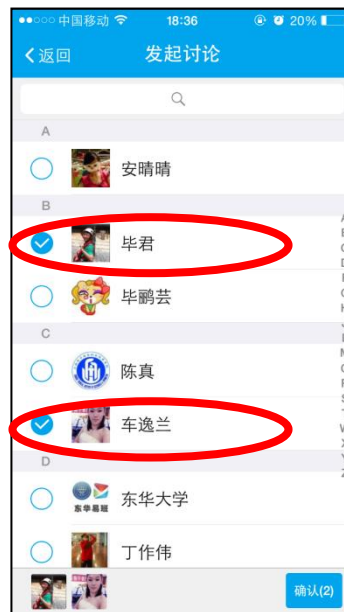 中国移动 18:36 20%
返回 发起讨论
A
安晴晴
B
毕君
毕鹂芸
C
陈真
车逸兰
D
东华易班 东华大学
丁作伟
确认(2)